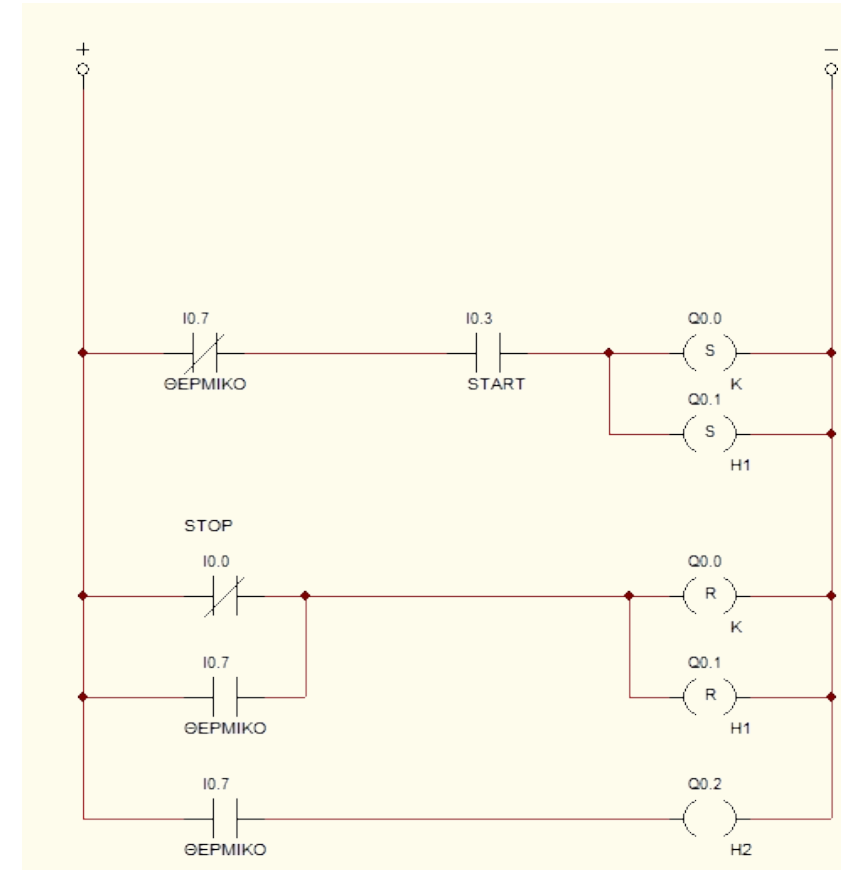 + −
I0.7 I0.3 Q0.0
S
ΘΕΡΜΙΚΟ START K
Q0.1
S
H1
STOP
I0.0 Q0.0
R
K
I0.7 Q0.1
R
ΘΕΡΜΙΚΟ H1
I0.7 Q0.2
ΘΕΡΜΙΚΟ H2